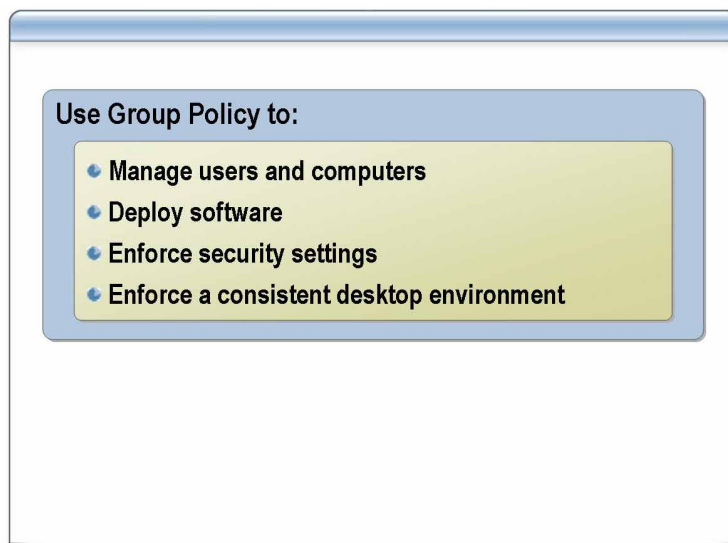 Use Group Policy to:
Manage users and computers
Deploy software
Enforce security settings
Enforce a consistent desktop environment